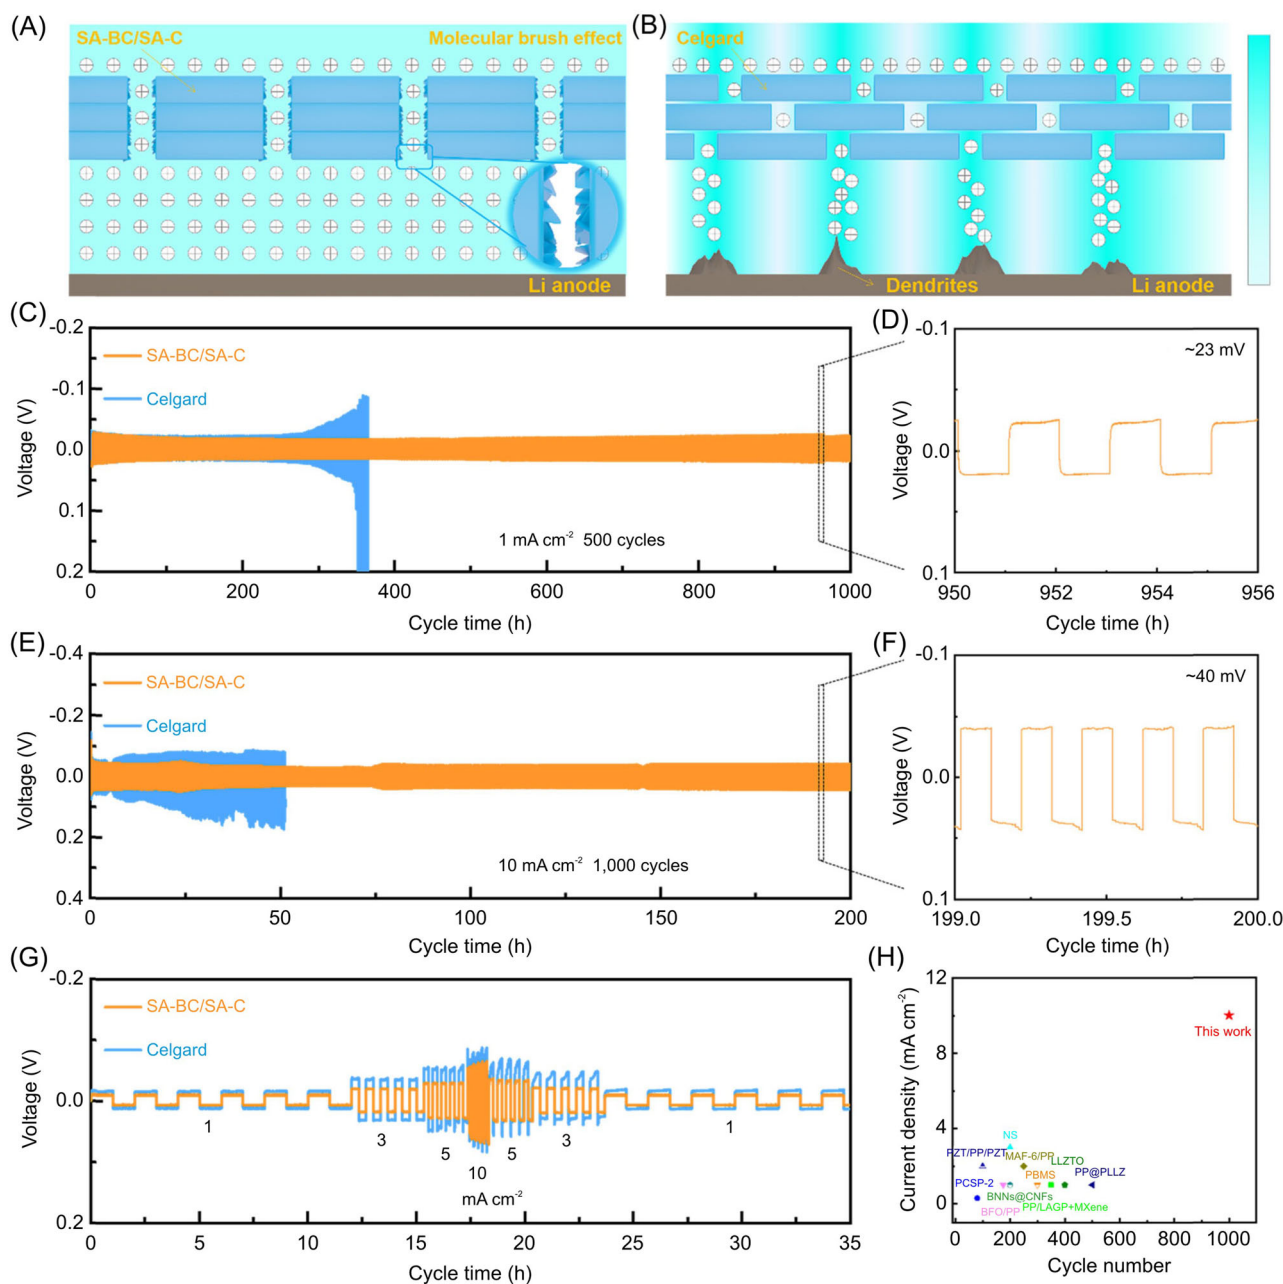 (A)
SA-BC/SA-C
Molecular brush effect
Li anode
(B)
Celgard
Dendrites
Li anode
(C)
-0.2
-0.1
0.0
0.1
0.2
Voltage (V)
SA-BC/SA-C
Celgard
1 mA cm⁻² 500 cycles
0 200 400 600 800 1000
Cycle time (h)
(D)
-0.1
0.0
0.1
Voltage (V)
~23 mV
950 952 954 956
Cycle time (h)
(E)
-0.4
-0.2
0.0
0.2
0.4
Voltage (V)
SA-BC/SA-C
Celgard
10 mA cm⁻² 1,000 cycles
0 50 100 150 200
Cycle time (h)
(F)
-0.1
0.0
0.1
Voltage (V)
~40 mV
199.0 199.5 200.0
Cycle time (h)
(G)
-0.2
-0.1
0.0
0.1
0.2
Voltage (V)
SA-BC/SA-C
Celgard
1 3 5 10 5 3 1
mA cm⁻²
0 5 10 15 20 25 30 35
Cycle time (h)
(H)
12
8
4
0
Current density (mA cm⁻²)
This work
NS
PZT/PP/PZT
MAF-6/PP
LLZTO
PCSP-2
PBMS
PP@PLLZ
BNNs@CNFs
PP/LAGP+MXene
BFO/PP
0 200 400 600 800 1000
Cycle number